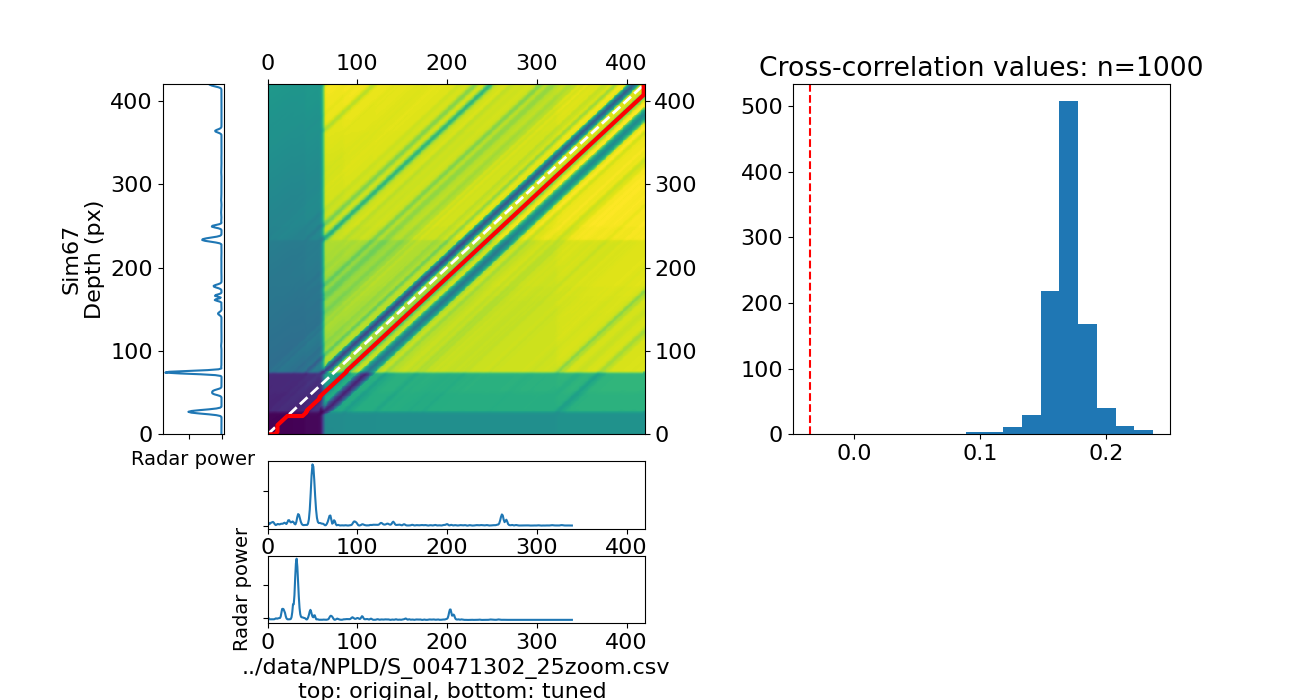 Cross-correlation values: n=1000
0 100 200 300 400
400
300
200
100
0
Sim67
Depth (px)
Radar power
400
300
200
100
0
500
400
300
200
100
0
0.0 0.1 0.2
0 100 200 300 400
Radar power
0 100 200 300 400
../data/NPLD/S_00471302_25zoom.csv
top: original, bottom: tuned